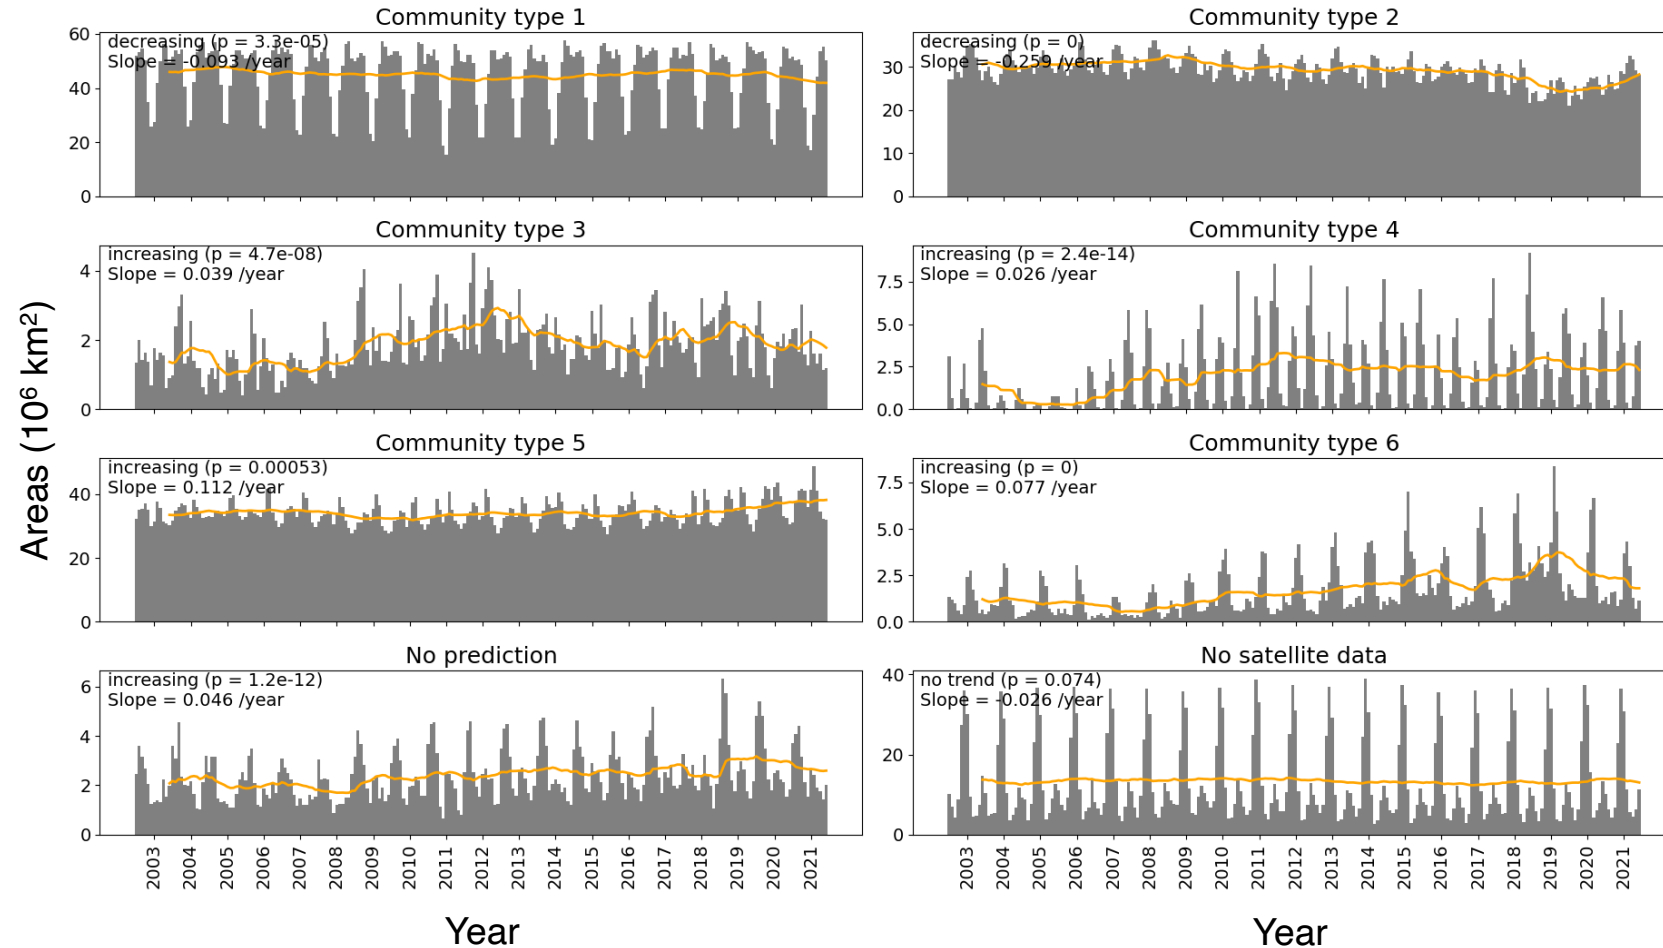 Community type 1
decreasing (p = 3.3e-05)
Slope = -0.093 /year
60
40
20
0
Community type 2
decreasing (p = 0)
Slope = -0.259 /year
30
20
10
0
Community type 3
increasing (p = 4.7e-08)
Slope = 0.039 /year
4
2
0
Community type 4
increasing (p = 2.4e-14)
Slope = 0.026 /year
7.5
5.0
2.5
0.0
Areas (10⁶ km²)
Community type 5
increasing (p = 0.00053)
Slope = 0.112 /year
40
20
0
Community type 6
increasing (p = 0)
Slope = 0.077 /year
7.5
5.0
2.5
0.0
No prediction
increasing (p = 1.2e-12)
Slope = 0.046 /year
6
4
2
0
2003 2004 2005 2006 2007 2008 2009 2010 2011 2012 2013 2014 2015 2016 2017 2018 2019 2020 2021
Year
No satellite data
no trend (p = 0.074)
Slope = -0.026 /year
40
20
0
2003 2004 2005 2006 2007 2008 2009 2010 2011 2012 2013 2014 2015 2016 2017 2018 2019 2020 2021
Year